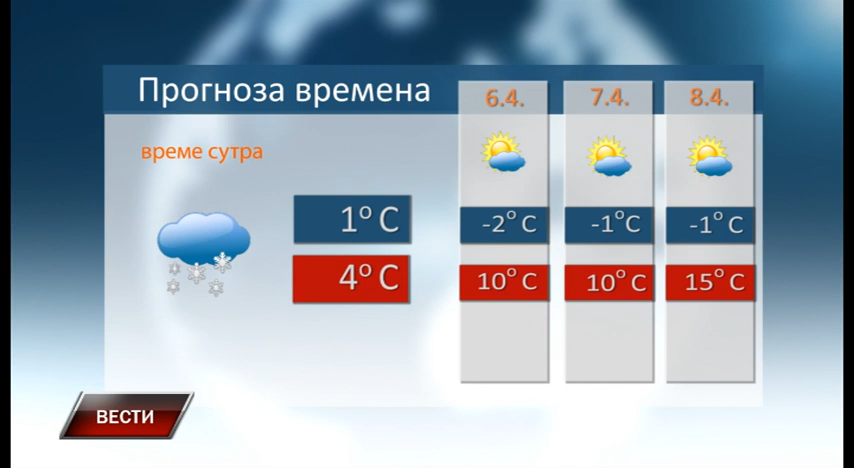 Прогноза времена
време сутра
1° C
4° C
6.4.
-2° C
10° C
7.4.
-1°C
10° C
8.4.
-1° C
15° C
ВЕСТИ